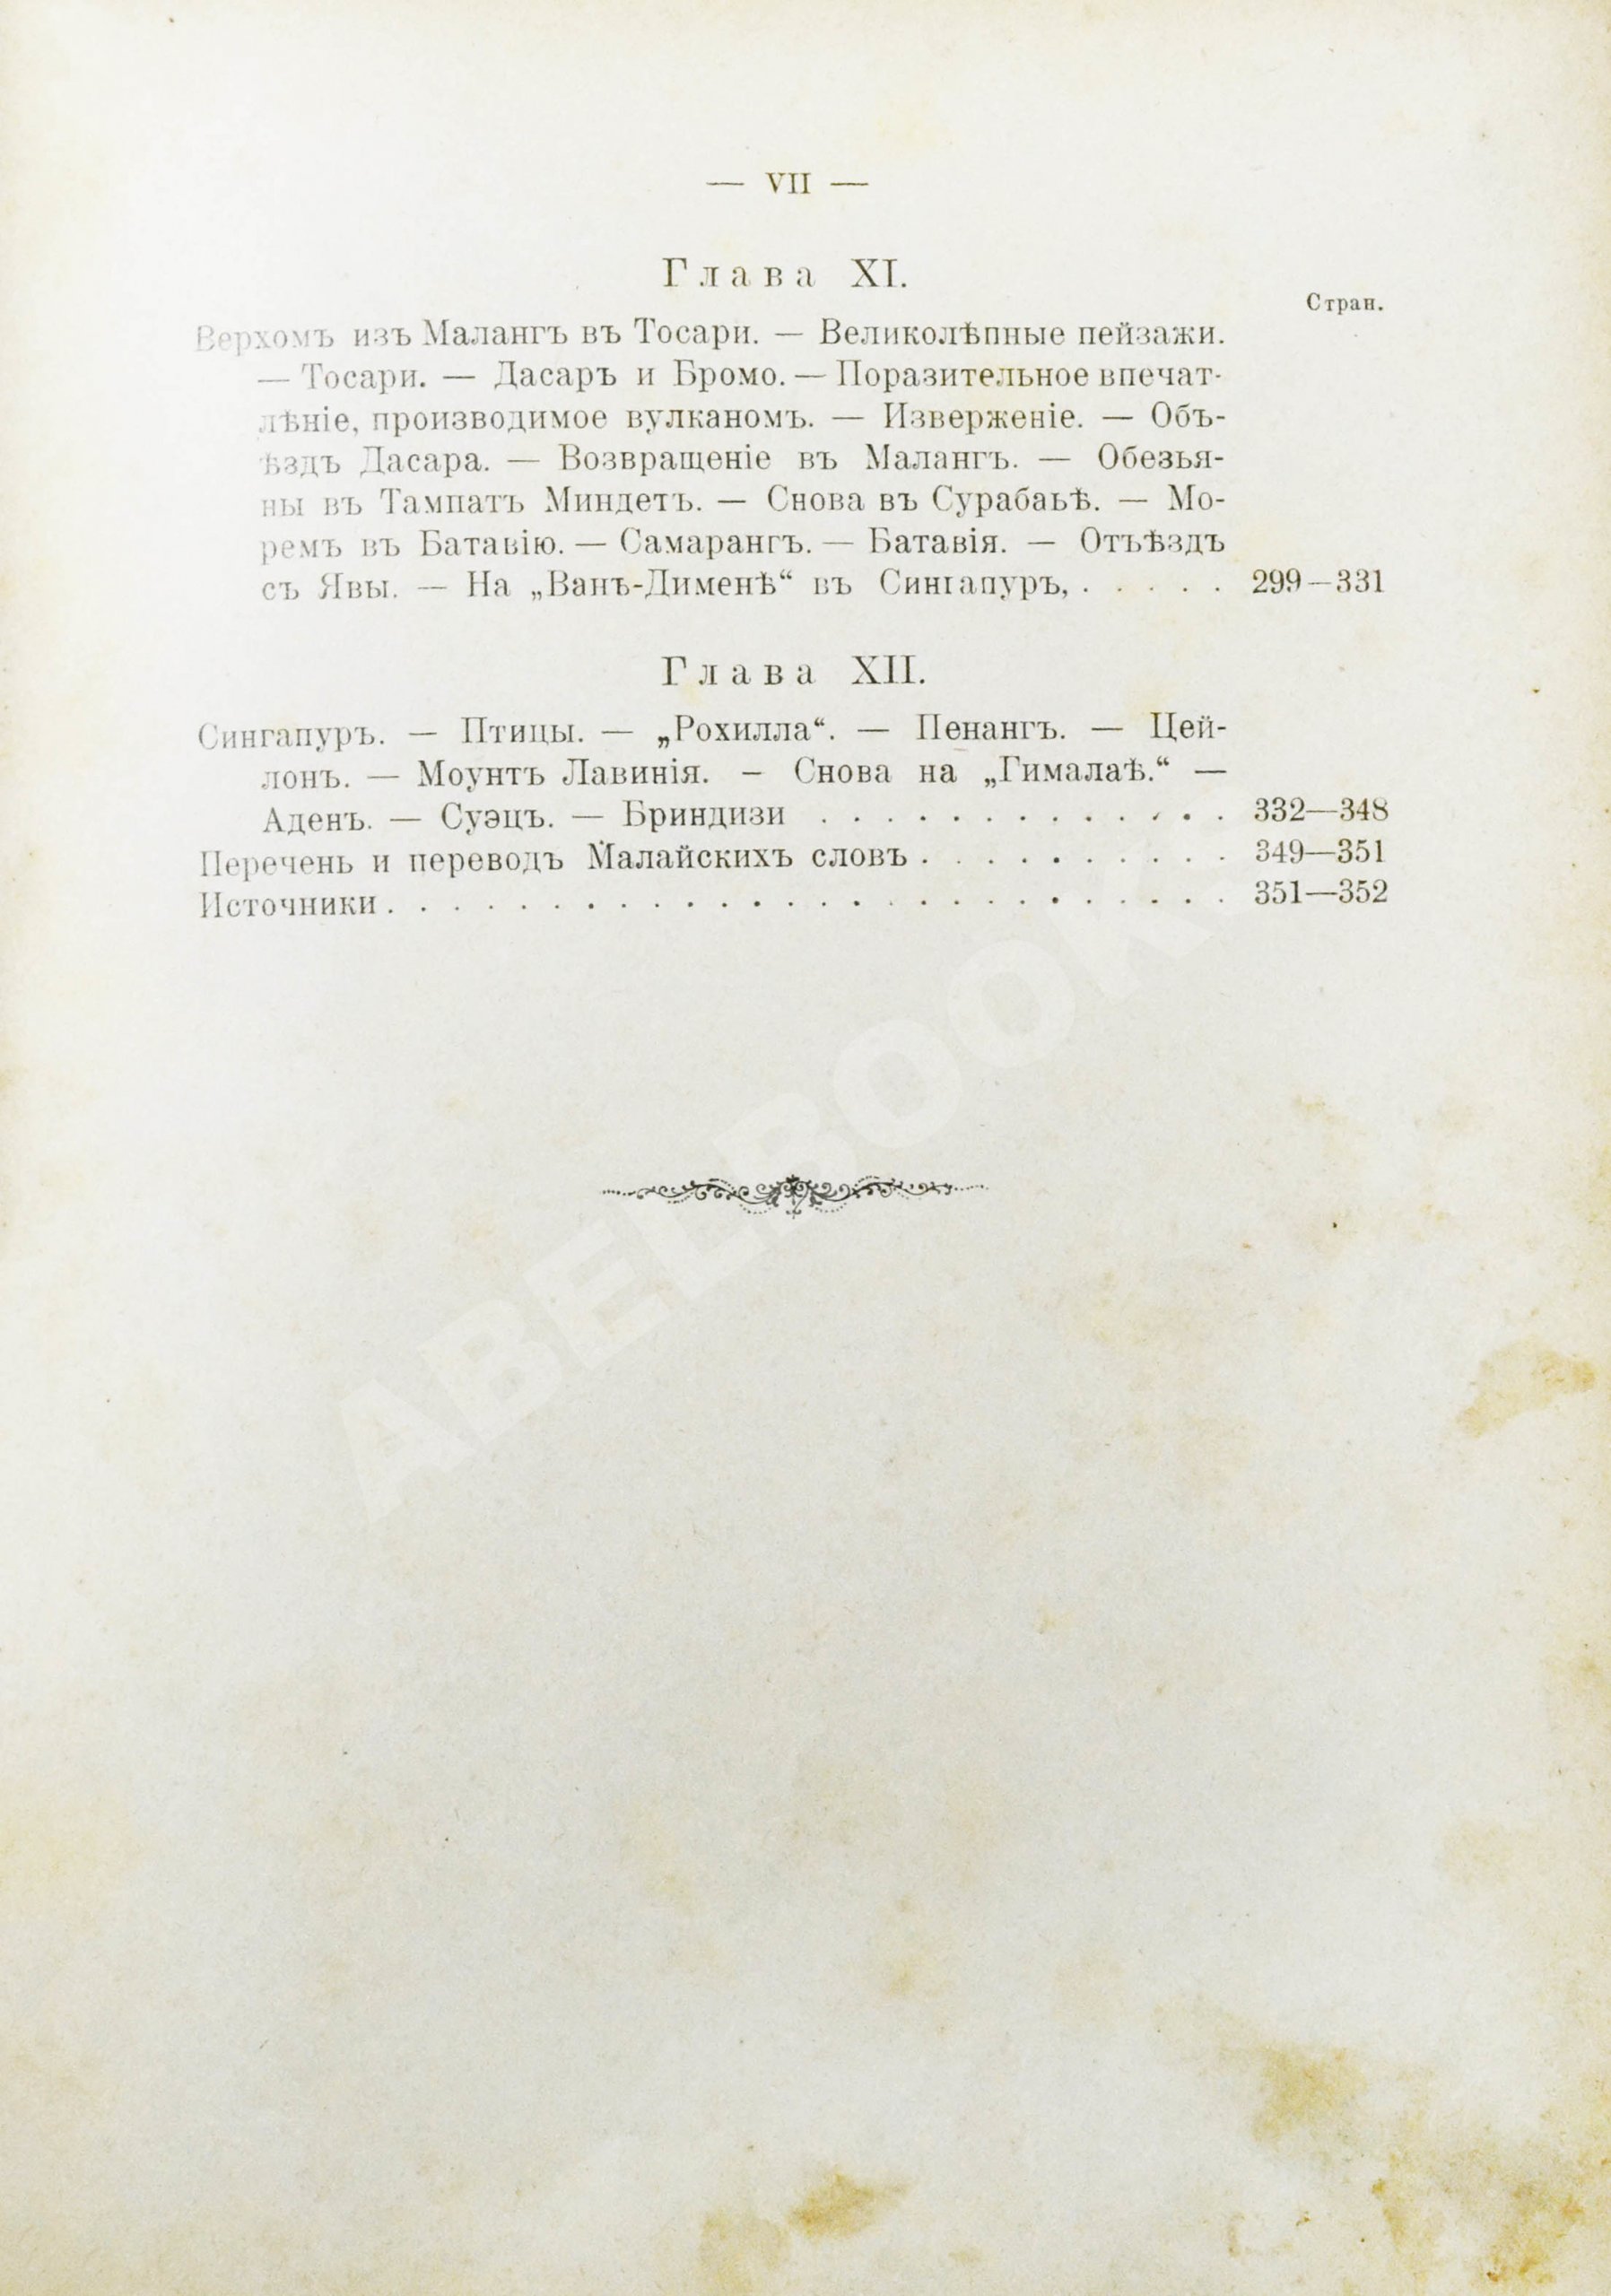 — VII —
Глава XI.
Стран.
Верхомъ изъ Малангъ въ Тосари. — Великолѣпные пейзажи.
— Тосари. — Дасаръ и Бромо. — Поразительное впечат-
лѣніе, производимое вулканомъ. — Изверженіе. — Объ-
ѣздъ Дасара. — Возвращеніе въ Малангъ. — Обезья-
ны въ Тампатъ Миндетъ. — Снова въ Сурабаьѣ. — Мо-
ремъ въ Батавію. — Самарангъ. — Батавія. — Отъѣздъ
съ Явы. — На „Ванъ-Дименѣ“ въ Сингапуръ, . . . . . 299—331
Глава XII.
Сингапуръ. — Птицы. — „Рохилла“. — Пенангъ. — Цей-
лонъ. — Моунтъ Лавинія. – Снова на „Гималаѣ.“ —
Аденъ. — Суэцъ. — Бриндизи . . . . . . . . . . . . . 332—348
Перечень и переводъ Малайскихъ словъ . . . . . . . . . . 349—351
Источники . . . . . . . . . . . . . . . . . . . . . . . . . . 351—352
ABELBOOK